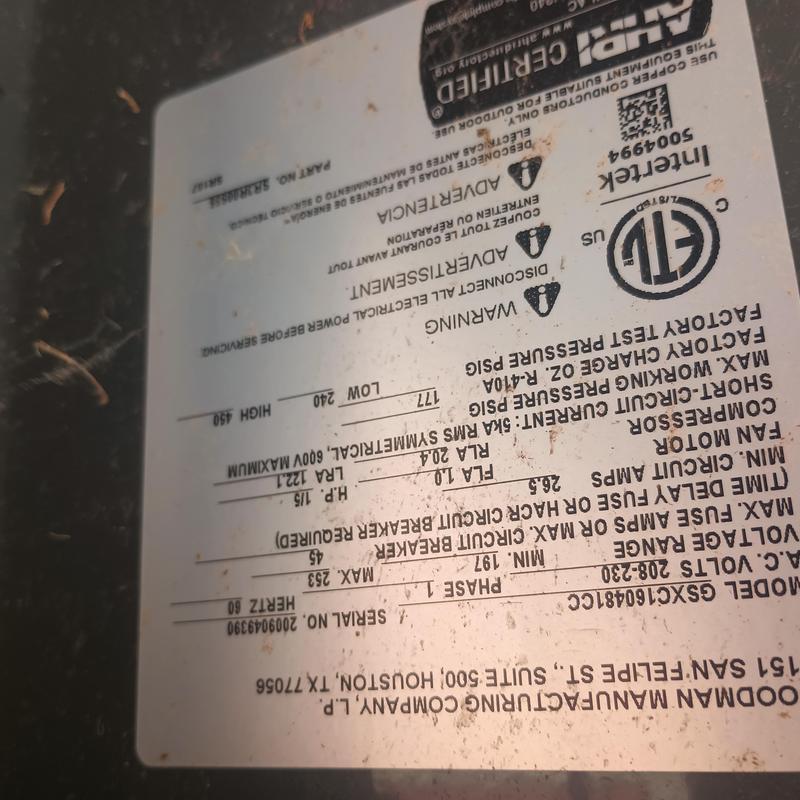 OODMAN MANUFACTURING COMPANY, L.P.
151 SAN FELIPE ST., SUITE 500, HOUSTON, TX 77056
MODEL GSXC160481CC SERIAL NO. 2009049390
A.C. VOLTS 208-230 PHASE 1 HERTZ 60
VOLTAGE RANGE MIN. 197 MAX. 253
MAX. FUSE AMPS OR MAX. CIRCUIT BREAKER 45
(TIME DELAY FUSE OR HACR CIRCUIT BREAKER REQUIRED)
MIN. CIRCUIT AMPS 26.5
FAN MOTOR FLA 1.0 H.P. 1/5
COMPRESSOR RLA 20.4 LRA 122.1
SHORT-CIRCUIT CURRENT: 5kA RMS SYMMETRICAL, 600V MAXIMUM
MAX. WORKING PRESSURE PSIG
FACTORY CHARGE OZ. R-410A 177
FACTORY TEST PRESSURE PSIG LOW 240 HIGH 450
WARNING
DISCONNECT ALL ELECTRICAL POWER BEFORE SERVICING.
AVERTISSEMENT
COUPEZ TOUT LE COURANT AVANT TOUT
ENTRETIEN OU RÉPARATION
ADVERTENCIA
DESCONECTE TODAS LAS FUENTES DE ENERGÍA
ELÉCTRICAS ANTES DE MANTENIMIENTO O SERVICIO TÉCNICO.
C ETL US
LISTED
CM
Intertek
5004994
PART NO.
SR187
USE COPPER CONDUCTORS ONLY.
THIS EQUIPMENT SUITABLE FOR OUTDOOR USE.
AHRI CERTIFIED®
www.ahridirectory.org